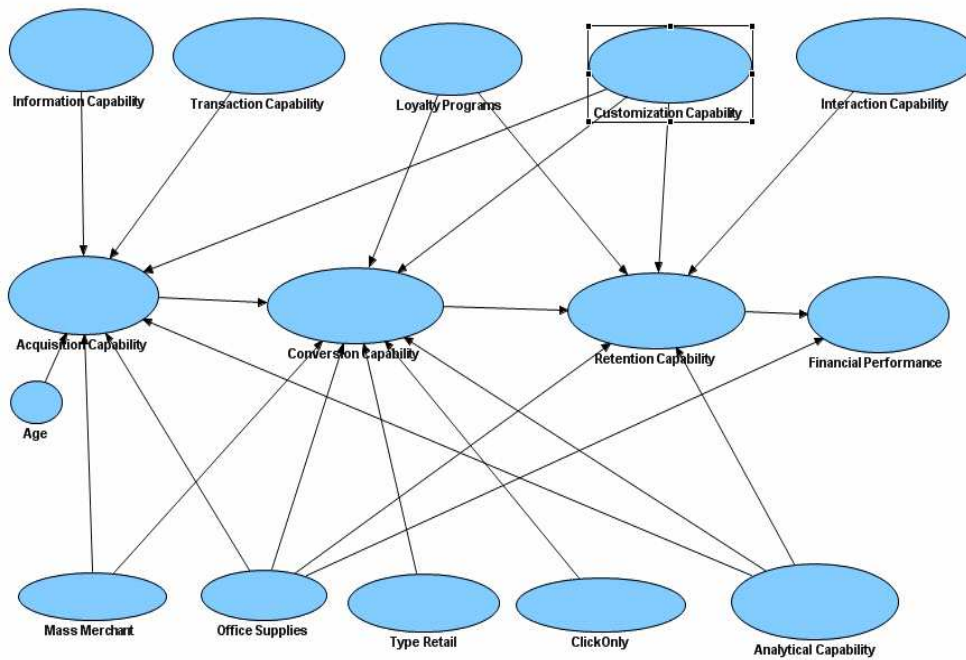 Information Capability
Transaction Capability
Loyalty Programs
Customization Capability
Interaction Capability
Acquisition Capability
Conversion Capability
Retention Capability
Financial Performance
Age
Mass Merchant
Office Supplies
Type Retail
ClickOnly
Analytical Capability